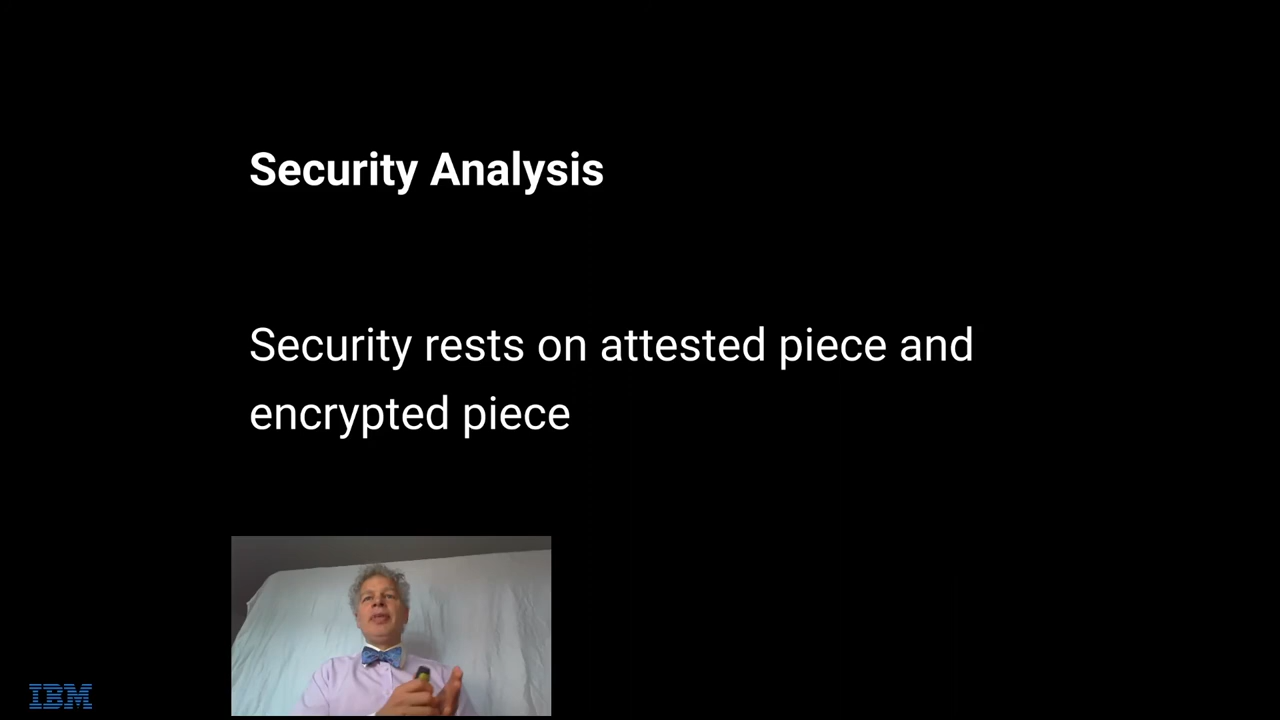 Security Analysis
Security rests on attested piece and
encrypted piece
IBM